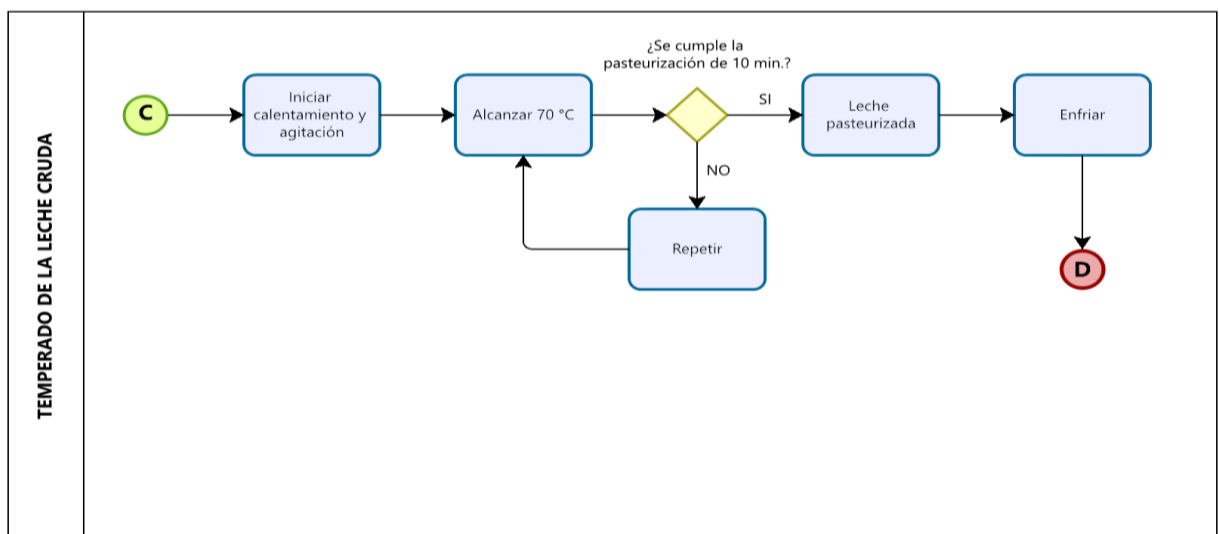 TEMPERADO DE LA LECHE CRUDA
C
Iniciar
calentamiento y
agitación
Alcanzar 70 °C
¿Se cumple la
pasteurización de 10 min.?
SI
NO
Repetir
Leche
pasteurizada
Enfriar
D